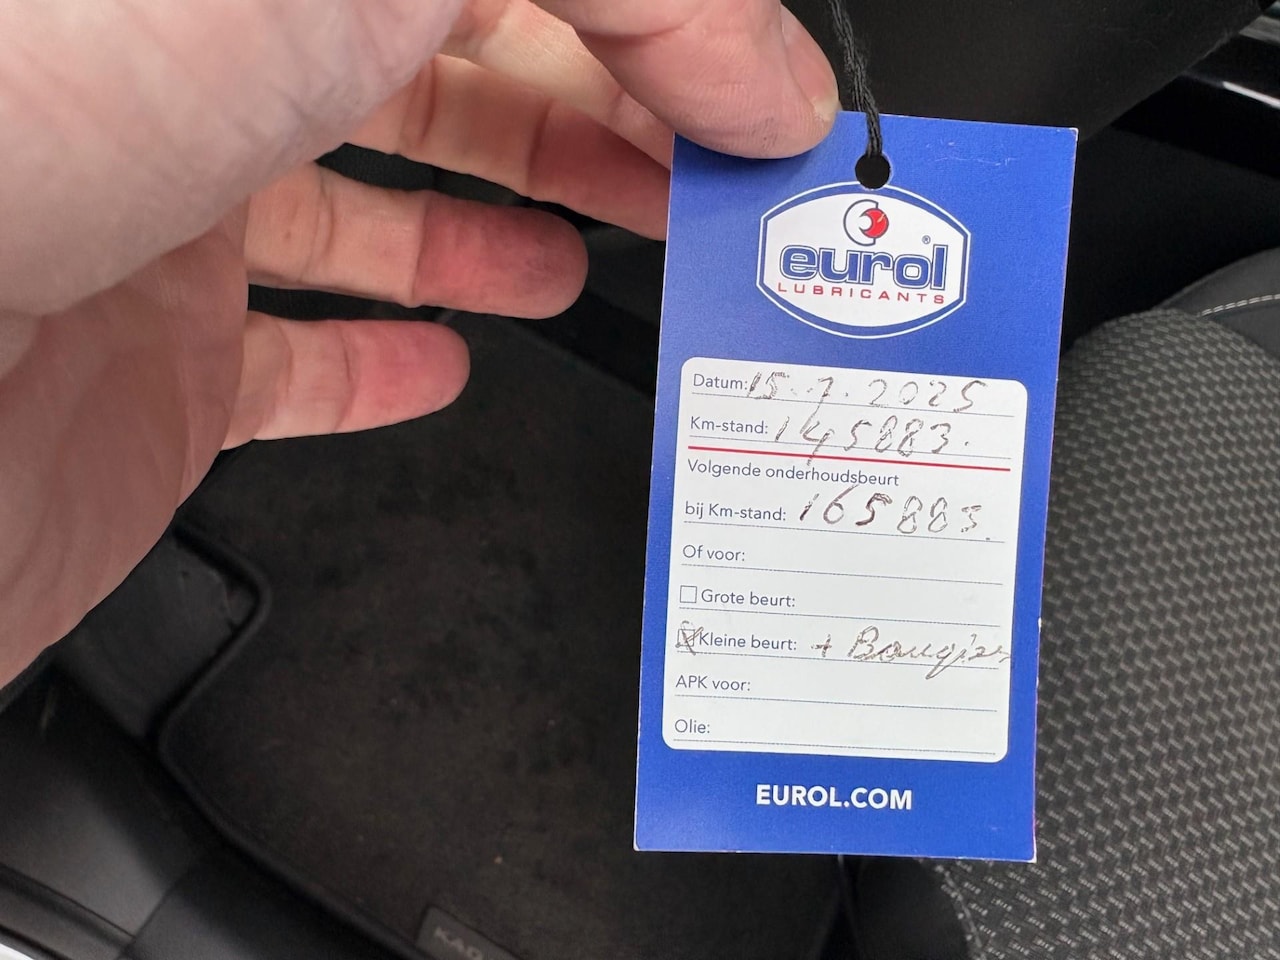 eurol®
LUBRICANTS
Datum: 15-7-2025
Km-stand: 145883.
Volgende onderhoudsbeurt
bij Km-stand: 165883.
Of voor:
Grote beurt:
Kleine beurt: + Bougies
APK voor:
Olie:
EUROL.COM